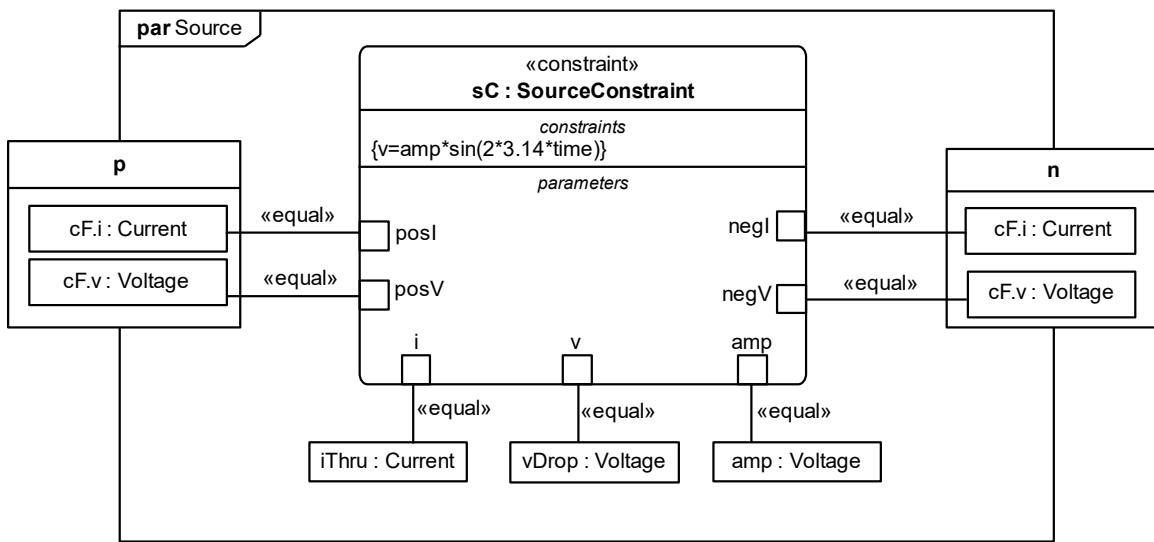 par Source
«constraint»
sC : SourceConstraint
constraints
{v=amp*sin(2*3.14*time)}
parameters
p
cF.i : Current
cF.v : Voltage
«equal»
«equal»
posI
posV
negI
negV
«equal»
«equal»
n
cF.i : Current
cF.v : Voltage
i
v
amp
«equal»
«equal»
«equal»
iThru : Current
vDrop : Voltage
amp : Voltage